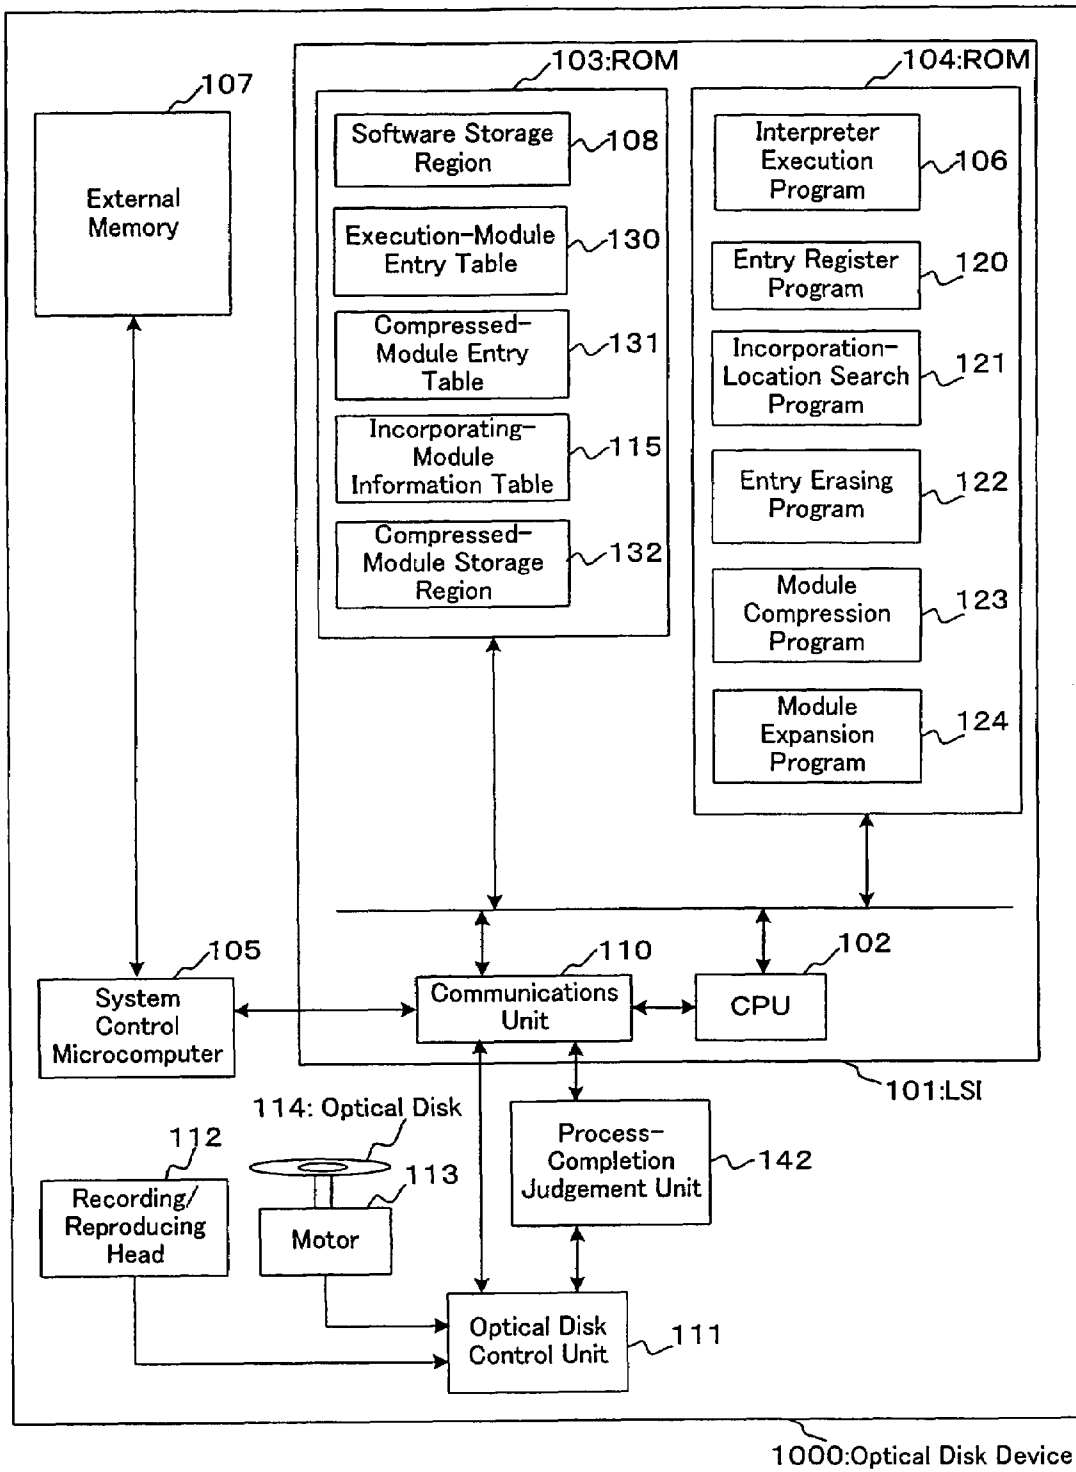 103:ROM
104:ROM
107
External
Memory
Software Storage
Region
108
Execution-Module
Entry Table
130
Compressed-
Module Entry
Table
131
Incorporating-
Module
Information Table
115
Compressed-
Module Storage
Region
132
Interpreter
Execution
Program
106
Entry Register
Program
120
Incorporation-
Location Search
Program
121
Entry Erasing
Program
122
Module
Compression
Program
123
Module
Expansion
Program
124
105
System
Control
Microcomputer
110
Communications
Unit
102
CPU
101:LSI
114: Optical Disk
112
Recording/
Reproducing
Head
113
Motor
Process-
Completion
Judgement Unit
142
Optical Disk
Control Unit
111
1000:Optical Disk Device